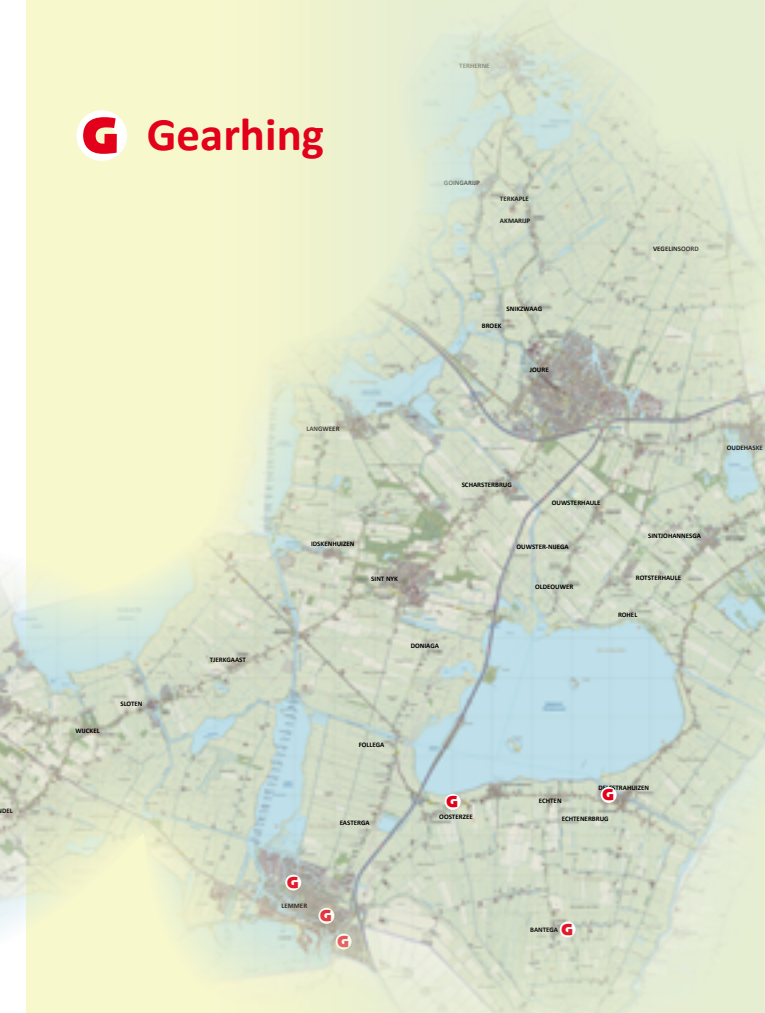 G Gearhing
TERHERNE
GOINGARIJP
TERKAPLE
AKMARIJP
VEGELINSOORD
SNIKZWAAG
BROEK
JOURE
LANGWEER
OUDEHASKE
SCHARSTERBRUG
OUWSTERHAULE
SINTJOHANNESGA
IDSKENHUIZEN
OUWSTER-NIJEGA
SINT NYK
ROTSTERHAULE
OLDEOUWER
ROHEL
DONIAGA
TJERKGAAST
SLOTEN
WIJCKEL
FOLLEGA
G
G
ECHTEN
NDEL
OOSTERZEE
ECHTENERBRUG
EASTERGA
G
LEMMER
G
BANTEGA G
G